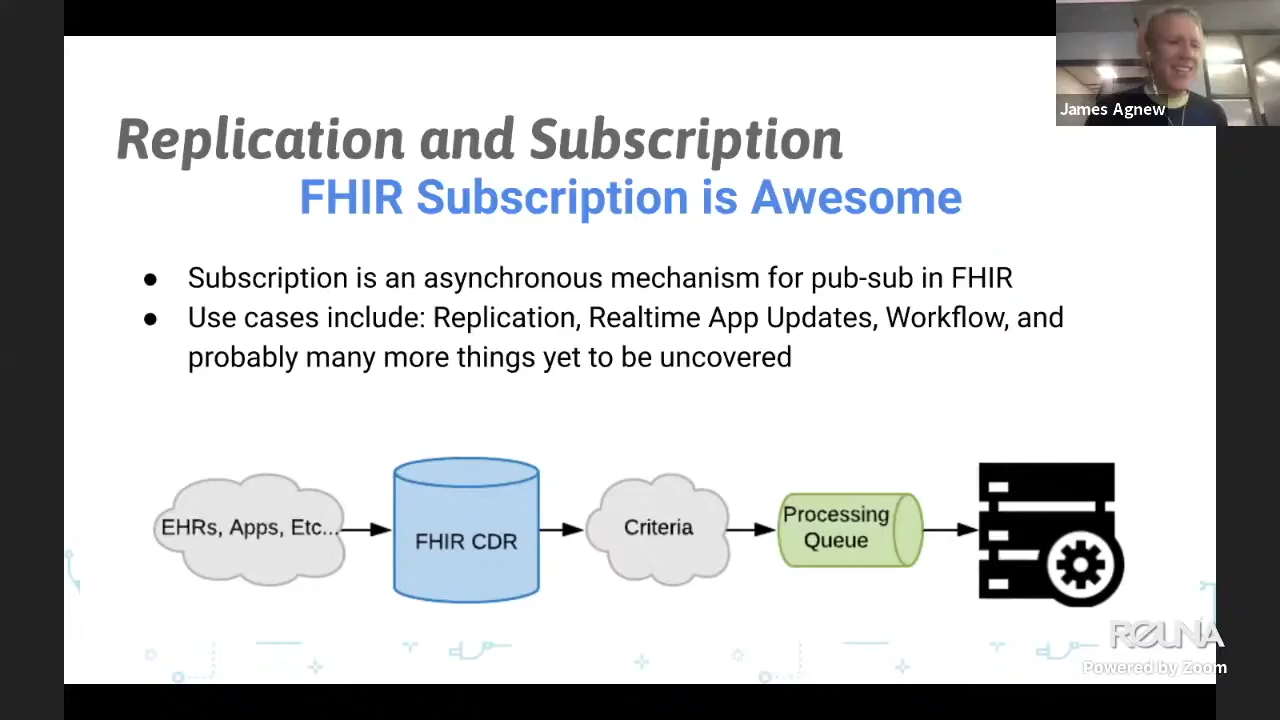 James Agnew
Replication and Subscription
FHIR Subscription is Awesome
● Subscription is an asynchronous mechanism for pub-sub in FHIR
● Use cases include: Replication, Realtime App Updates, Workflow, and
probably many more things yet to be uncovered
EHRs, Apps, Etc...
FHIR CDR
Criteria
Processing
Queue
REUNA
Powered by Zoom